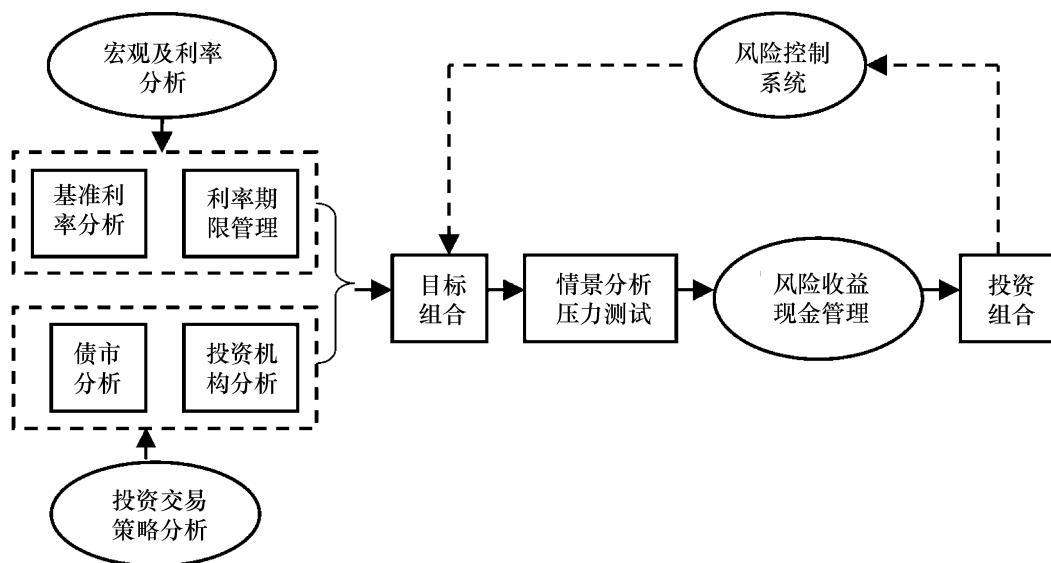 宏观及利率
分析
风险控制
系统
基准利
率分析
利率期
限管理
目标
组合
情景分析
压力测试
风险收益
现金管理
投资
组合
债市
分析
投资机
构分析
投资交易
策略分析